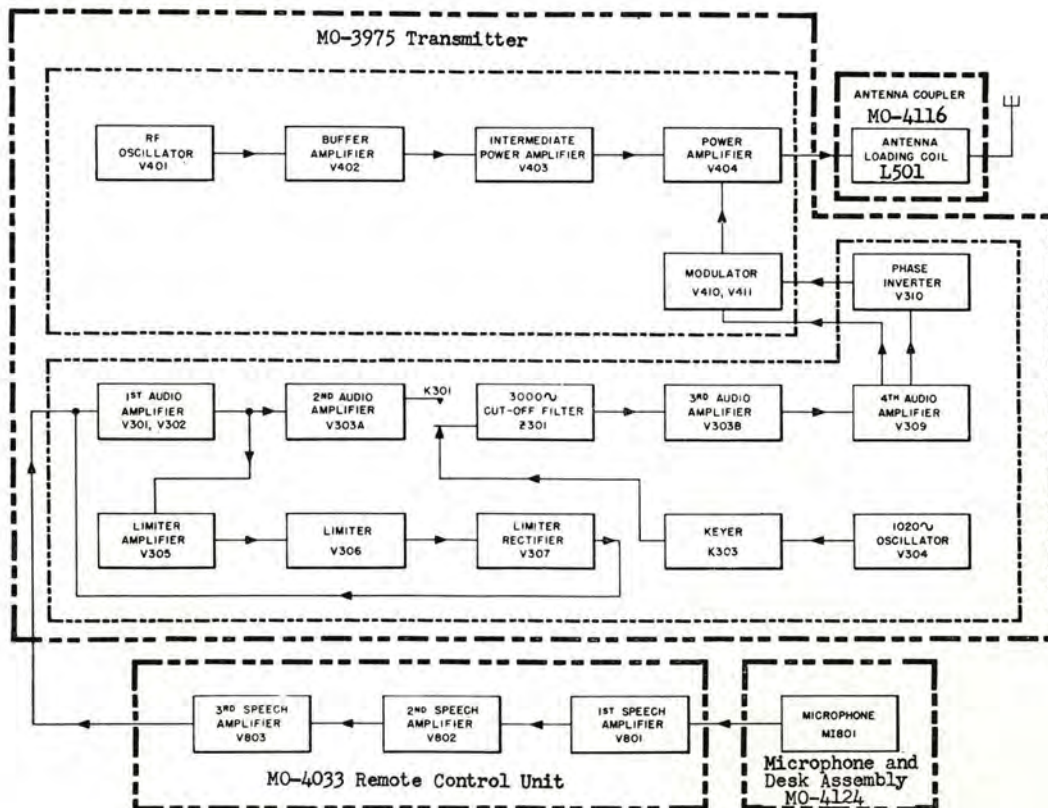 MO-3975 Transmitter
ANTENNA COUPLER
MO-4116
ANTENNA
LOADING COIL
L501
RF
OSCILLATOR
V401
BUFFER
AMPLIFIER
V402
INTERMEDIATE
POWER AMPLIFIER
V403
POWER
AMPLIFIER
V404
MODULATOR
V410, V411
PHASE
INVERTER
V310
1ST AUDIO
AMPLIFIER
V301, V302
2ND AUDIO
AMPLIFIER
V303A
K301
3000~
CUT-OFF FILTER
Z301
3RD AUDIO
AMPLIFIER
V303B
4TH AUDIO
AMPLIFIER
V309
LIMITER
AMPLIFIER
V305
LIMITER
V306
LIMITER
RECTIFIER
V307
KEYER
K303
1020~
OSCILLATOR
V304
3RD SPEECH
AMPLIFIER
V803
2ND SPEECH
AMPLIFIER
V802
1ST SPEECH
AMPLIFIER
V801
MICROPHONE
MI801
MO-4033 Remote Control Unit
Microphone and
Desk Assembly
MO-4124